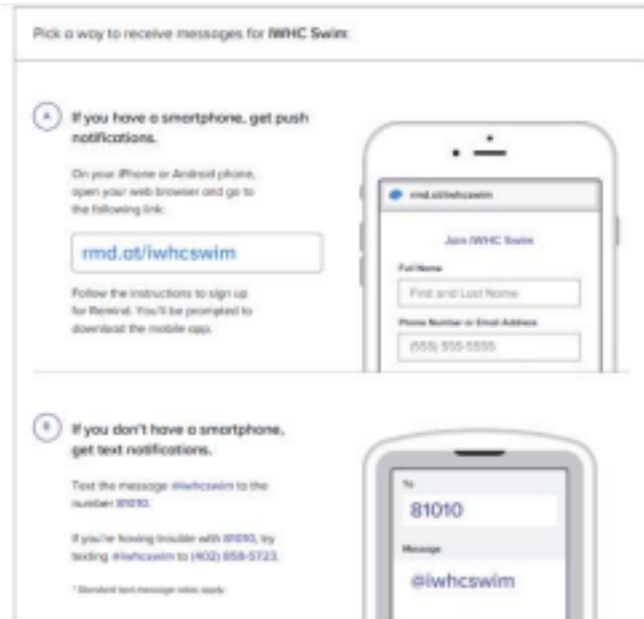 Pick a way to receive messages for IWHC Swim:
A
If you have a smartphone, get push
notifications.
On your iPhone or Android phone,
open your web browser and go to
the following link:
rmd.at/iwhcswim
Follow the instructions to sign up
for Remind. You'll be prompted to
download the mobile app.
rmd.at/iwhcswim
Join IWHC Swim
Full Name
First and Last Name
Phone Number or Email Address
(555) 555-5555
B
If you don't have a smartphone,
get text notifications.
Text the message @iwhcswim to the
number 81010.
If you're having trouble with 81010, try
texting @iwhcswim to (402) 858-5723.
* Standard text message rates apply.
To
81010
Message
@iwhcswim